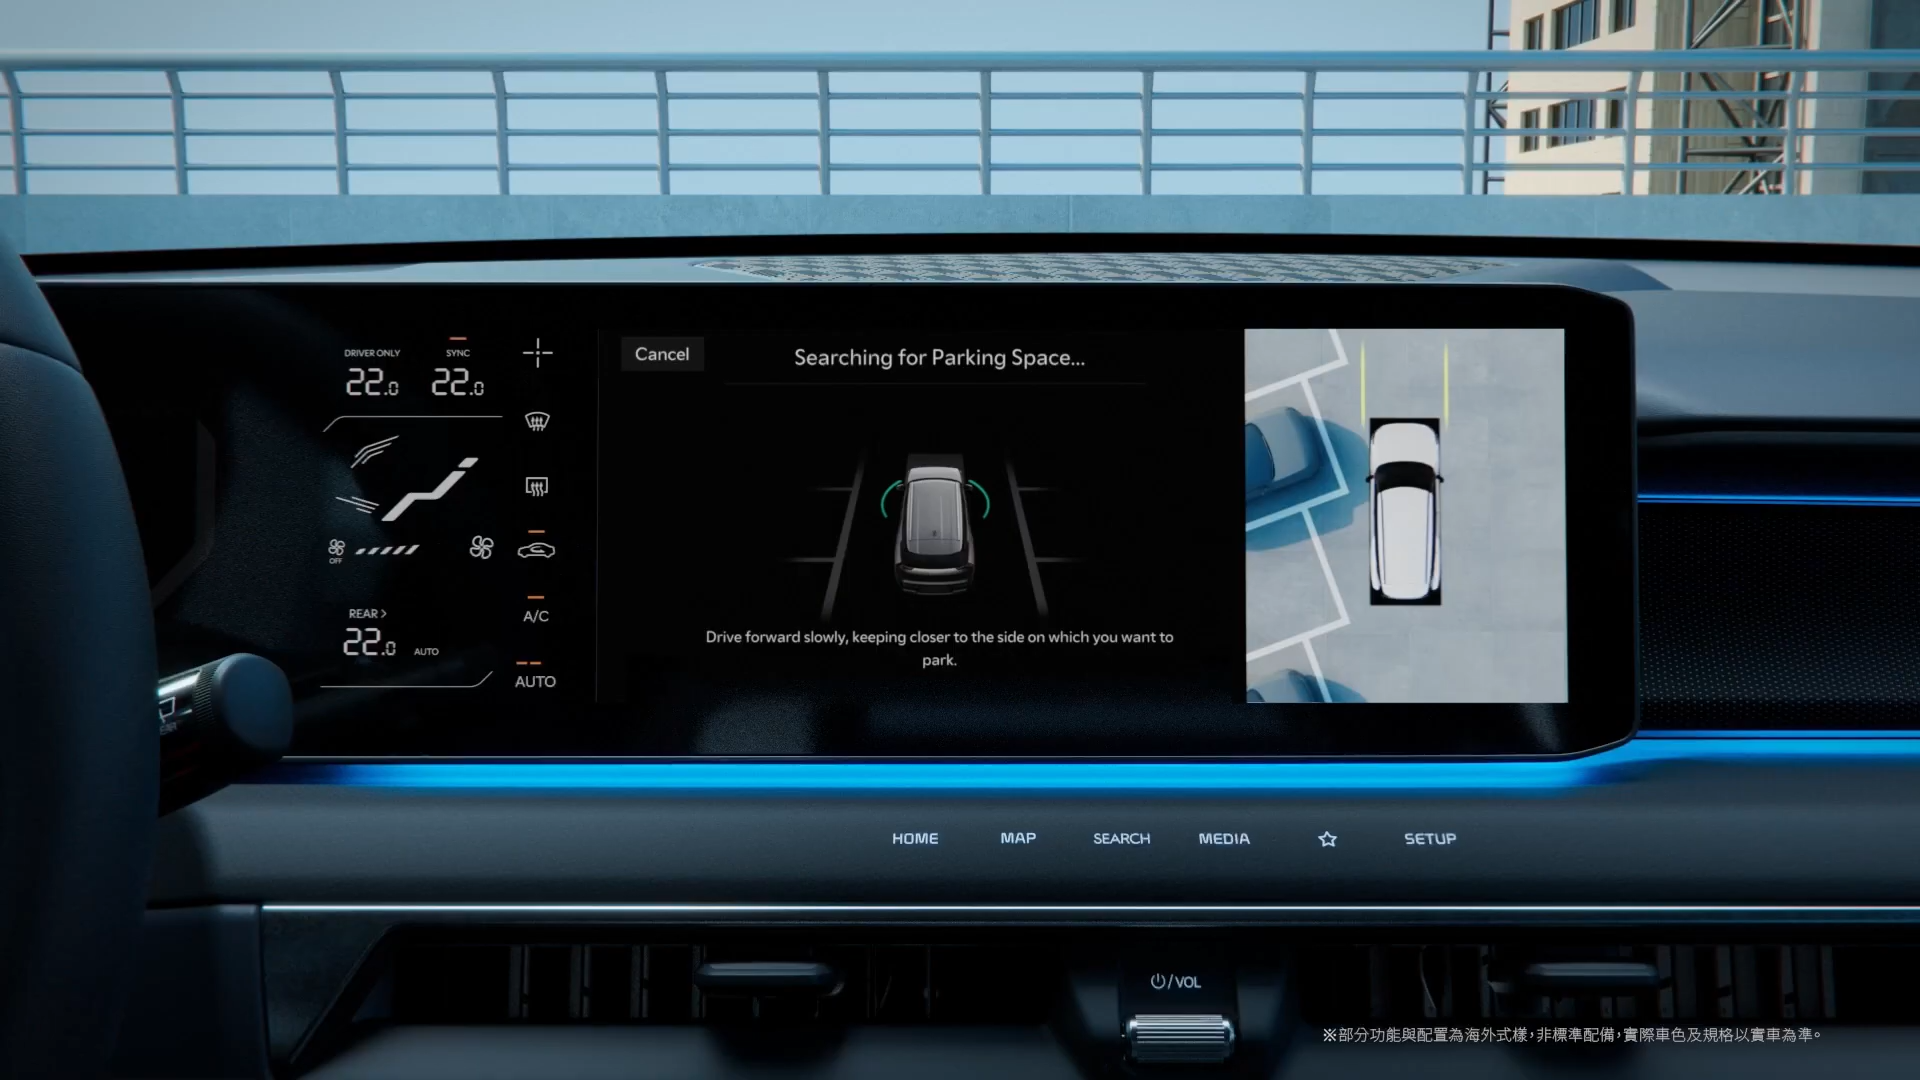 DRIVER ONLY
SYNC
22.0
22.0
OFF
REAR >
22.0 AUTO
A/C
AUTO
Cancel
Searching for Parking Space...
Drive forward slowly, keeping closer to the side on which you want to
park.
HOME MAP SEARCH MEDIA ☆ SETUP
⏻/VOL
※部分功能與配置為海外式樣,非標準配備,實際車色及規格以實車為準。